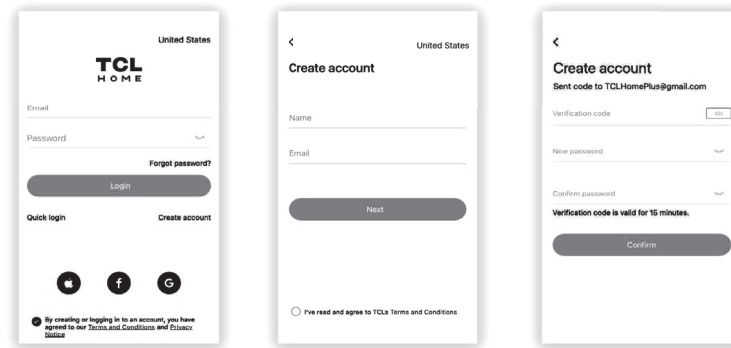 United States
TCL
HOME
Email
Password
Forgot password?
Login
Quick login
Create account
f
G
By creating or logging in to an account, you have
agreed to our Terms and Conditions and Privacy
Notice
United States
Create account
Name
Email
Next
I've read and agree to TCLs Terms and Conditions
Create account
Sent code to TCLHomePlus@gmail.com
Verification code
New password
Confirm password
Verification code is valid for 15 minutes.
Confirm